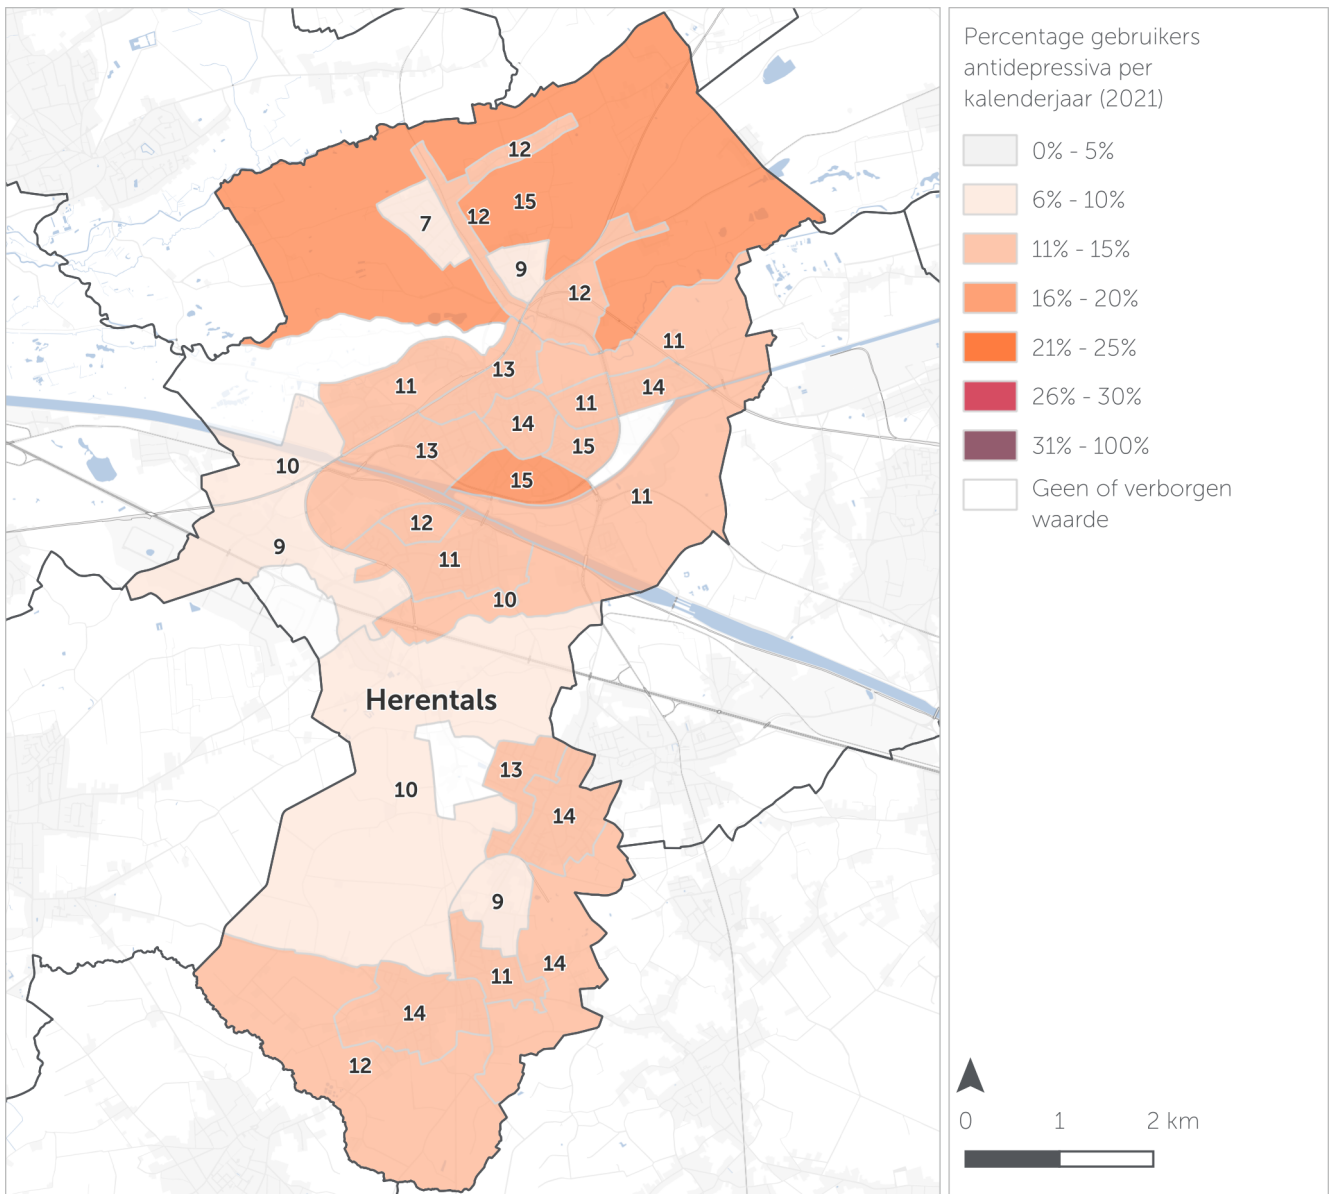 12
15
12
7
9
12
11
13
11
14
11
14
15
13
10
15
11
12
9
11
10
Herentals
13
10
14
9
14
11
14
12
Percentage gebruikers
antidepressiva per
kalenderjaar (2021)
0% - 5%
6% - 10%
11% - 15%
16% - 20%
21% - 25%
26% - 30%
31% - 100%
Geen of verborgen
waarde
0 1 2 km